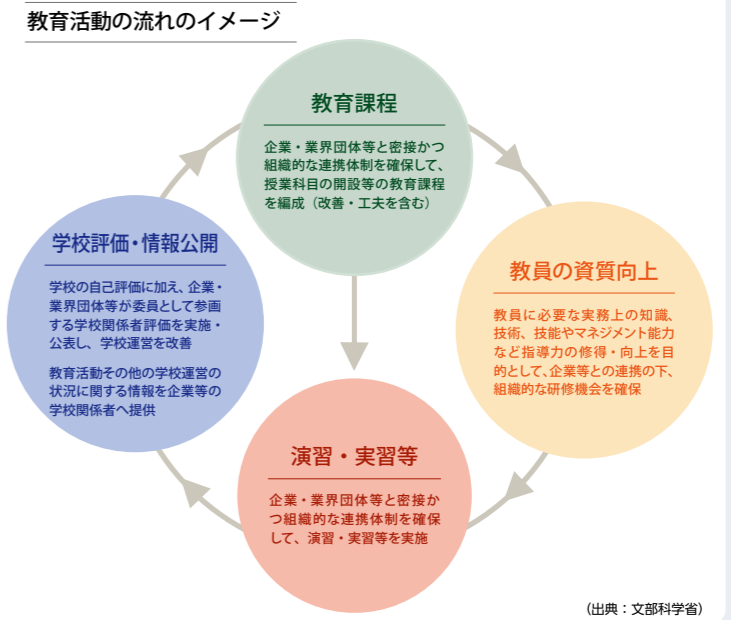 教育活動の流れのイメージ
教育課程
企業・業界団体等と密接かつ
組織的な連携体制を確保して、
授業科目の開設等の教育課程
を編成（改善・工夫を含む）
教員の資質向上
教員に必要な実務上の知識、
技術、技能やマネジメント能力
など指導力の修得・向上を目
的として、企業等との連携の下、
組織的な研修機会を確保
演習・実習等
企業・業界団体等と密接か
つ組織的な連携体制を確保
して、演習・実習等を実施
学校評価・情報公開
学校の自己評価に加え、企業・
業界団体等が委員として参画
する学校関係者評価を実施・
公表し、学校運営を改善
教育活動その他の学校運営の
状況に関する情報を企業等の
学校関係者へ提供
（出典：文部科学省）